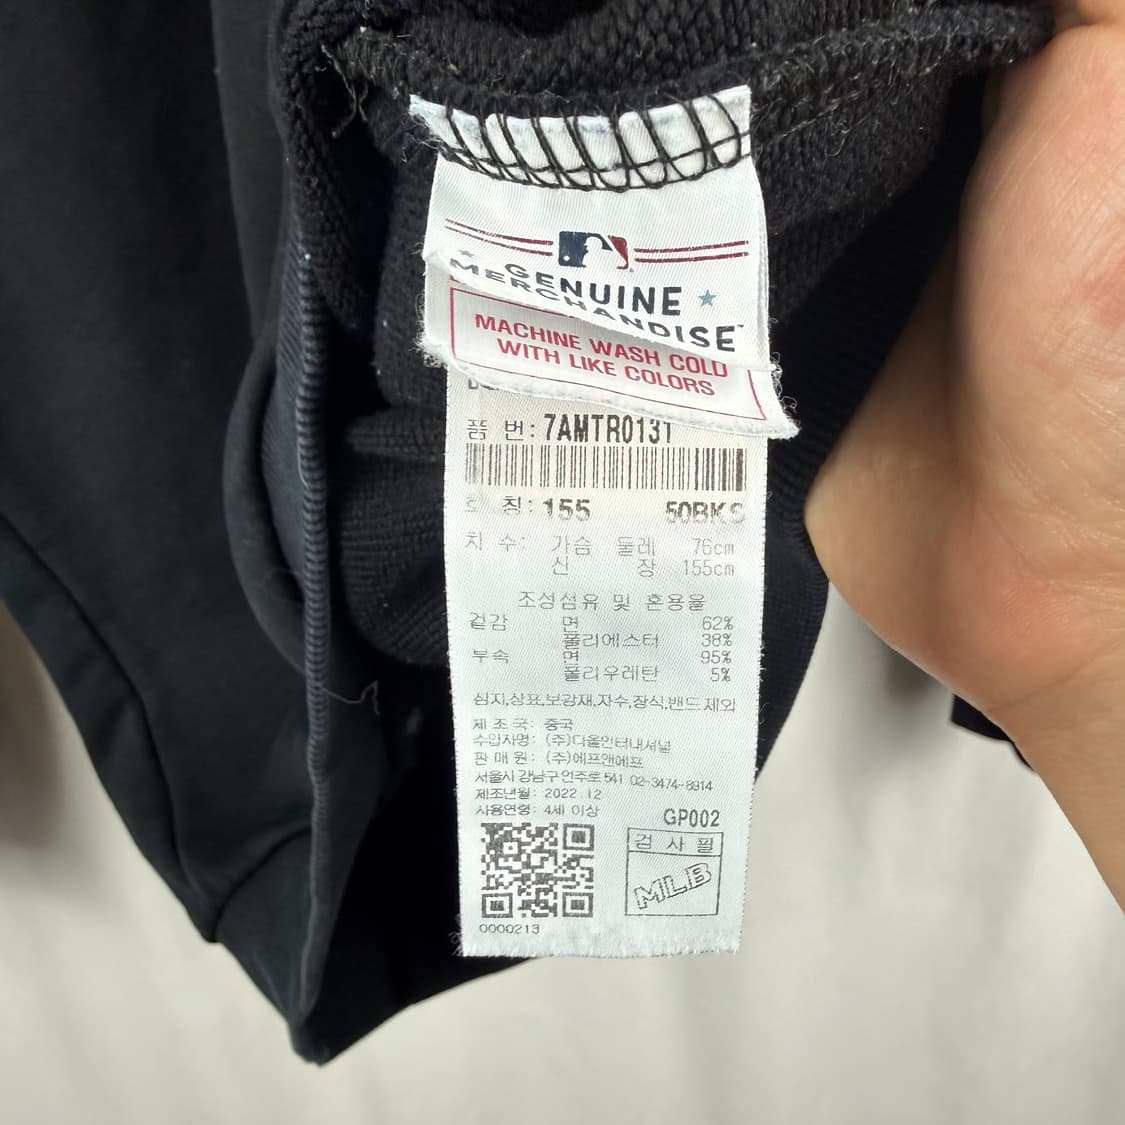 GENUINE
MERCHANDISE™
MACHINE WASH COLD
WITH LIKE COLORS
품 번: 7AMTR0131
호 칭: 155 50BKS
치 수: 가슴 둘레 76cm
신 장 155cm
조성섬유 및 혼용율
겉감 면 62%
폴리에스터 38%
부속 면 95%
폴리우레탄 5%
심지,상표,보강재,자수,장식,밴드 제외
제 조 국: 중국
수입자명: (주)다울인터내셔널
판 매 원: (주)에프앤에프
서울시 강남구 언주로 541 02-3474-8914
제조년월: 2022.12
사용연령: 4세 이상
GP002
검 사 필
MLB
0000213